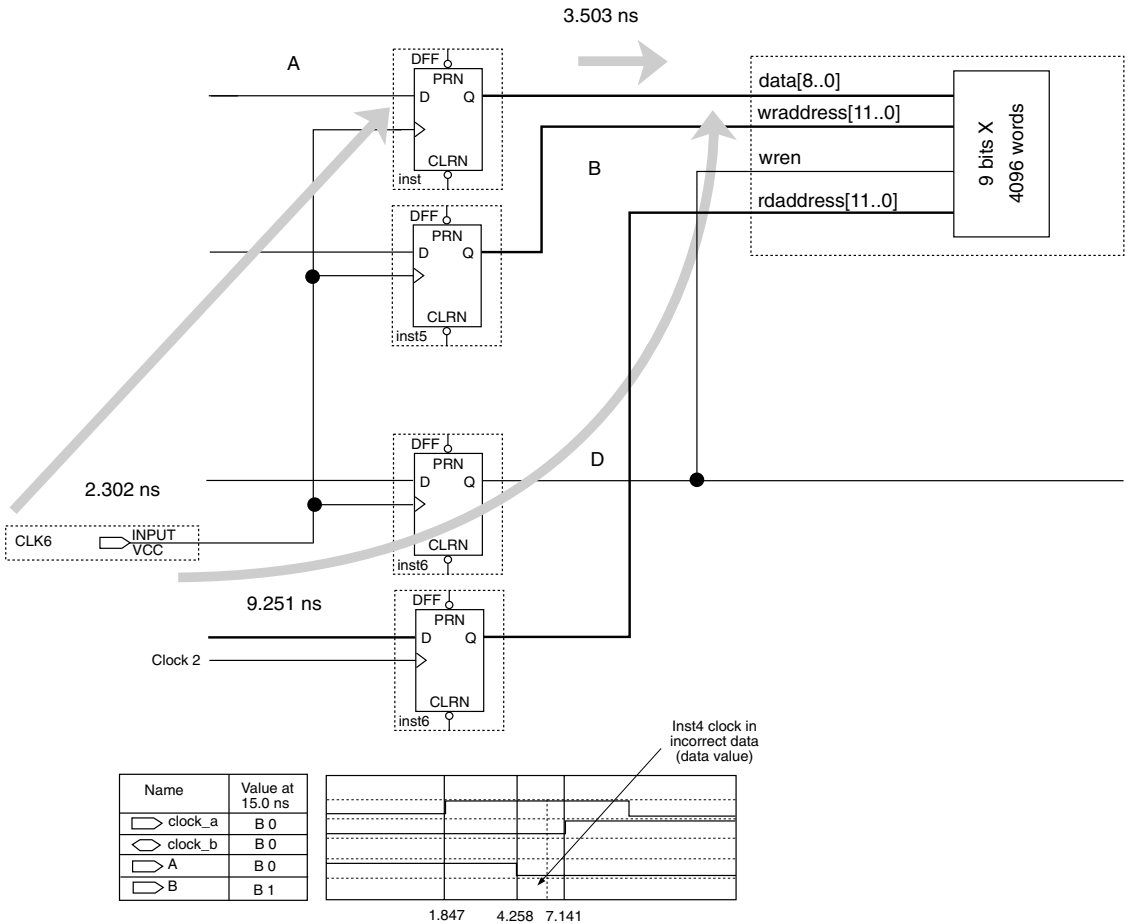 3.503 ns
A
DFF
PRN
D Q
CLRN
inst
data[8..0]
wraddress[11..0]
wren
rdaddress[11..0]
9 bits X
4096 words
B
DFF
PRN
D Q
CLRN
inst5
DFF
PRN
D Q
CLRN
inst6
D
2.302 ns
CLK6
INPUT
VCC
9.251 ns
DFF
PRN
D Q
CLRN
inst6
Clock 2
Inst4 clock in
incorrect data
(data value)
Name Value at
15.0 ns
clock_a B 0
clock_b B 0
A B 0
B B 1
1.847 4.258 7.141